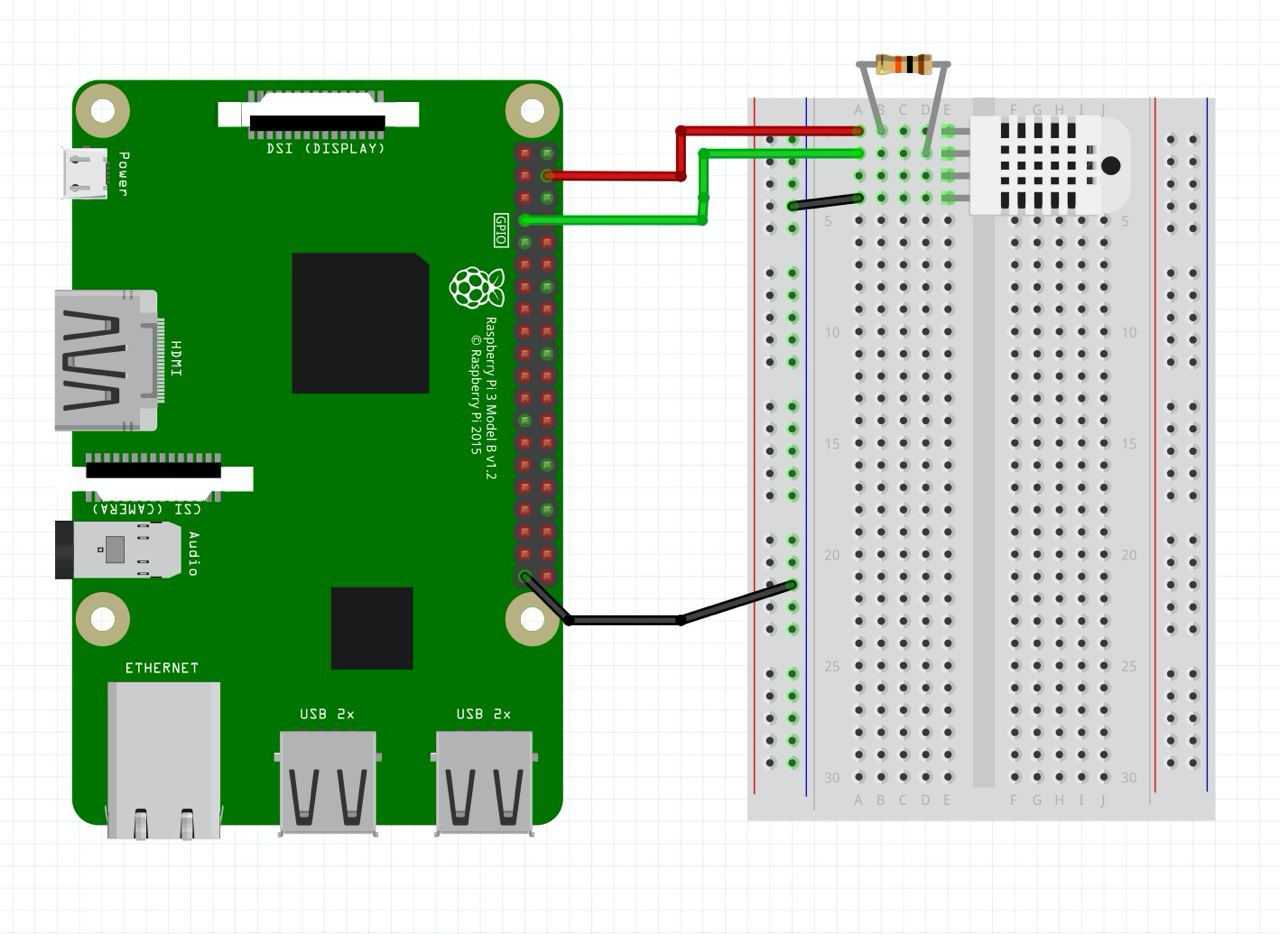 DSI (DISPLAY)
Power
GPIO
HDMI
Raspberry Pi 3 Model B v1.2
© Raspberry Pi 2015
CSI (CAMERA)
Audio
ETHERNET
USB 2x
USB 2x
A B C D E F G H I J
5 5
10 10
15 15
20 20
25 25
30 30
A B C D E F G H I J